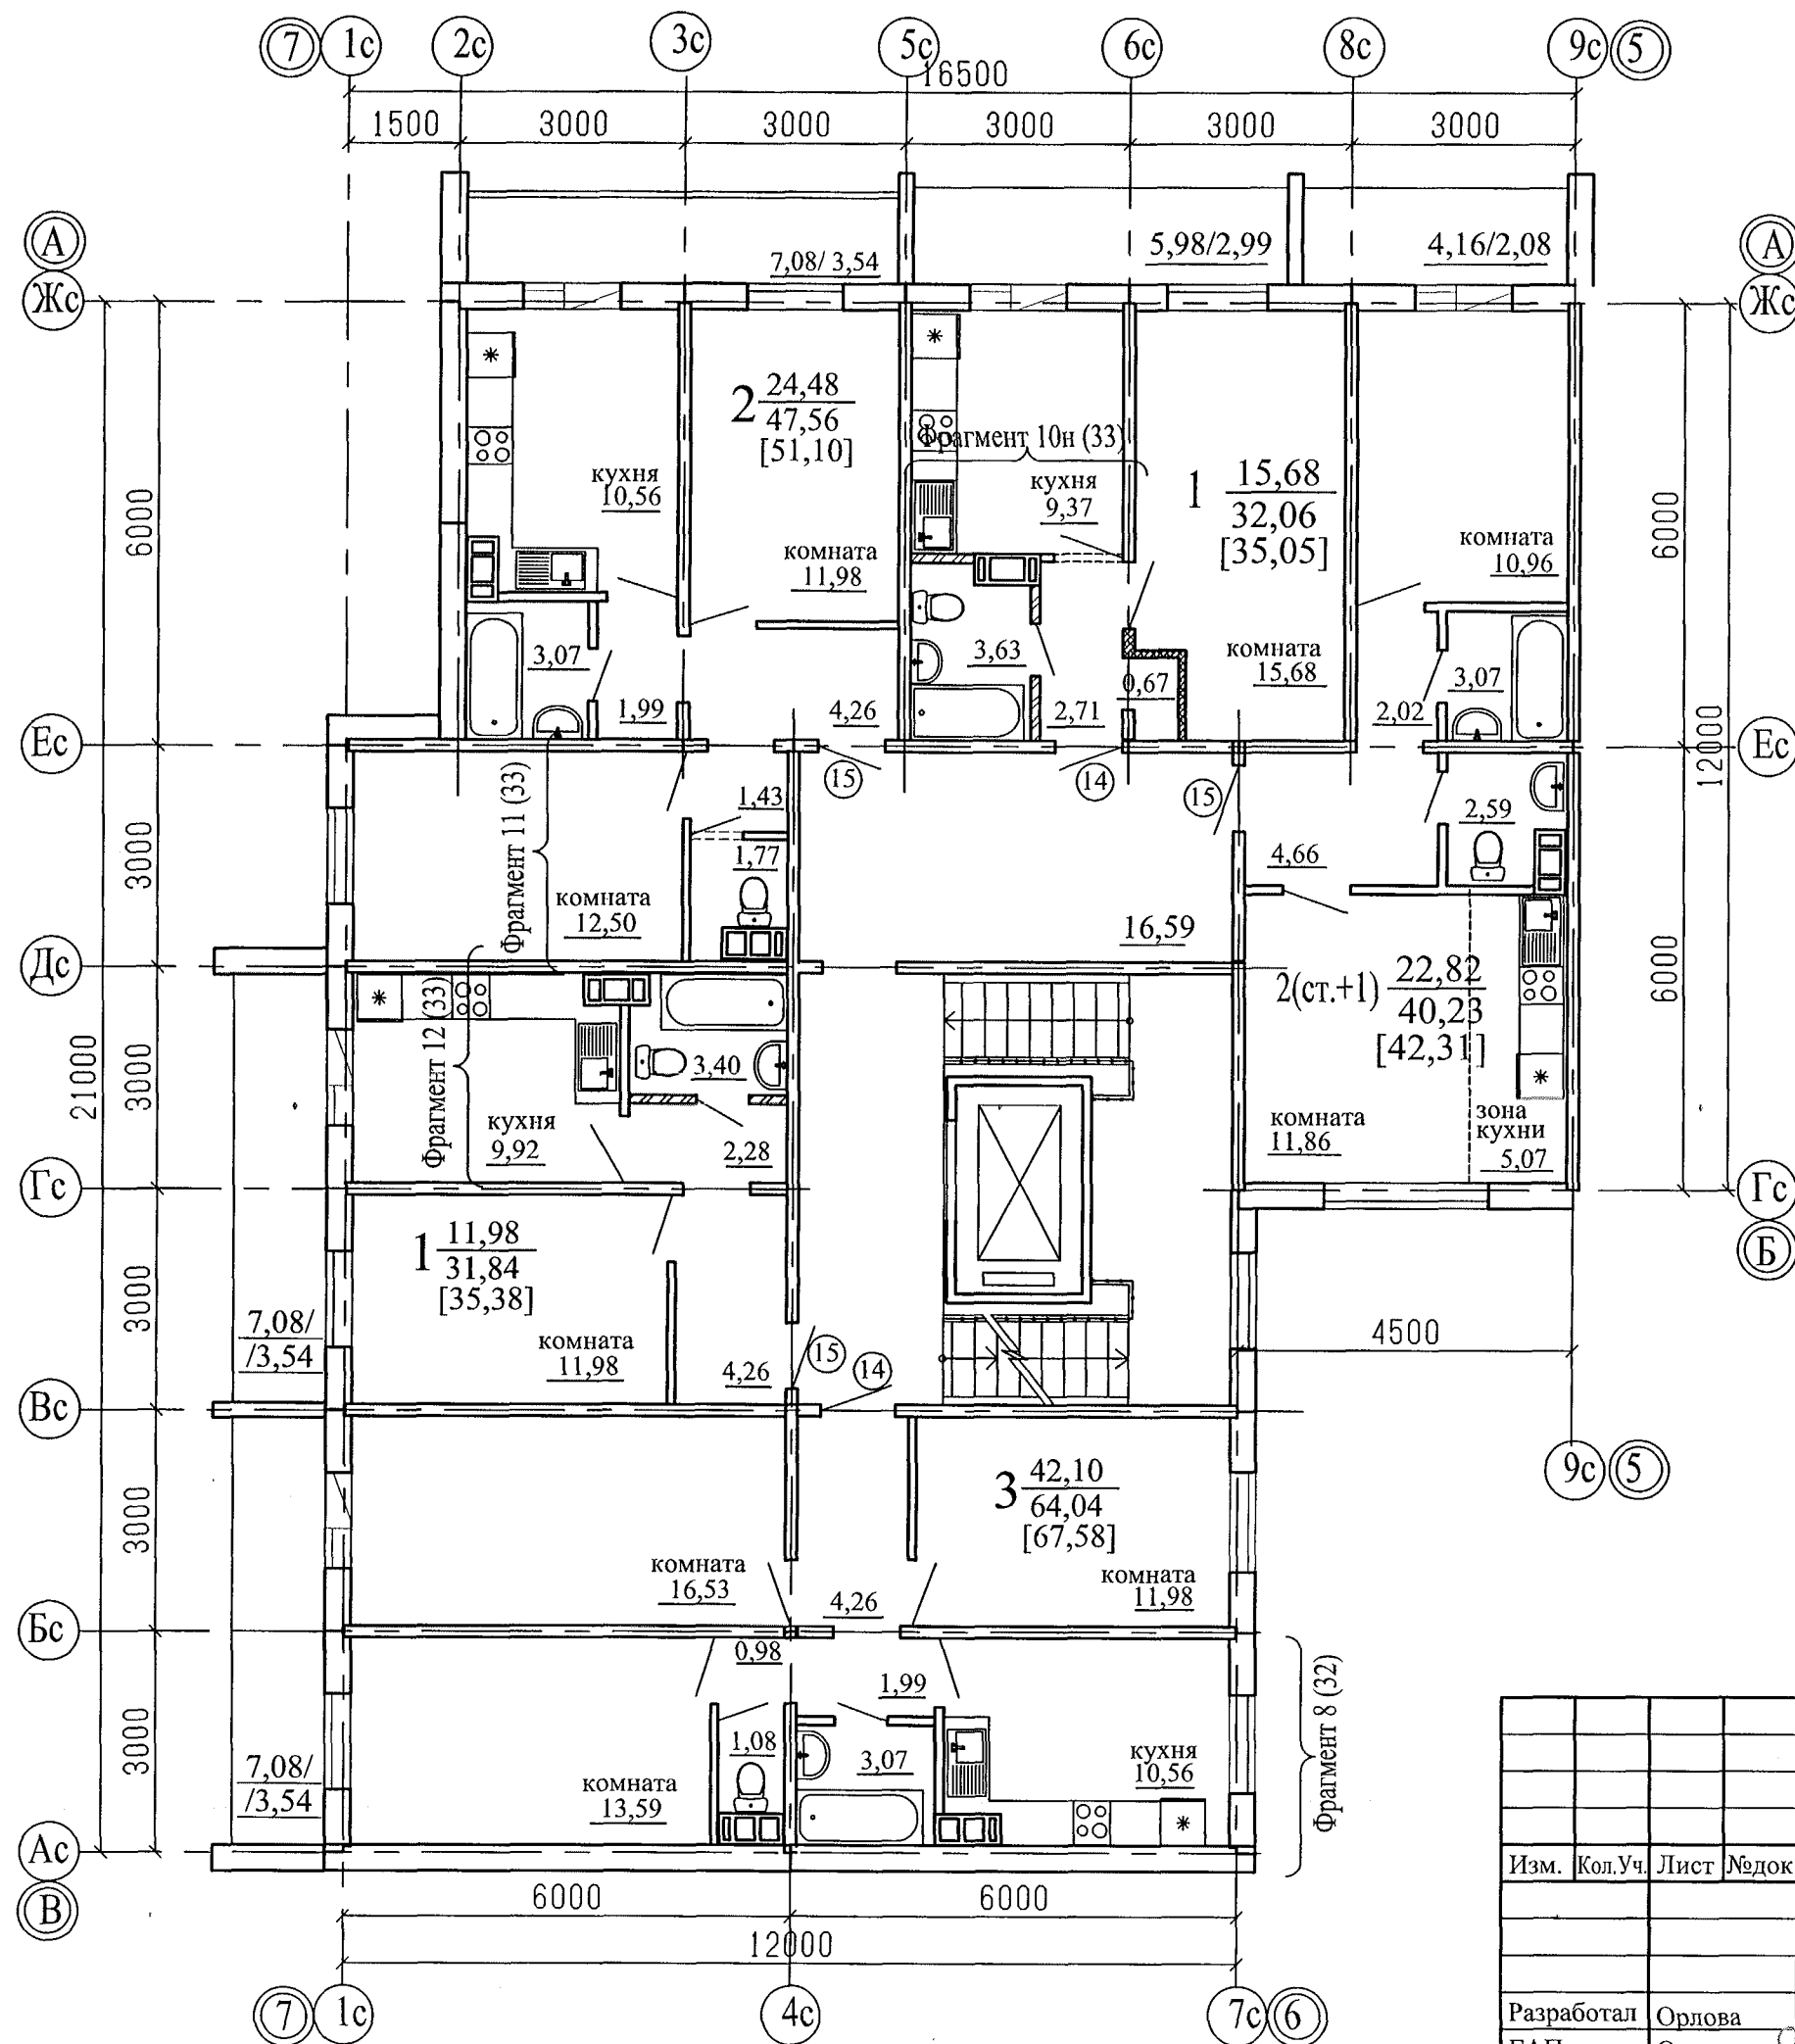 7 1с 2с 3с 5с 6с 8с 9с 5
16500
1500 3000 3000 3000 3000 3000
А А
7,08/ 3,54 5,98/2,99 4,16/2,08
Жс Жс
2 24,48
47,56
[51,10]
Фрагмент 10н (33)
кухня
10,56
кухня
9,37
1 15,68
32,06
[35,05]
комната
11,98
комната
10,96
6000 6000
3,07 3,63 комната
15,68
0,67 3,07
1,99 4,26 2,71 2,02
Ес Ес
12000
15 14 15
Фрагмент 11 (33)
1,43
1,77
2,59
4,66
3000
комната
12,50
16,59
6000
Дс
2(ст.+1) 22,82
40,23
[42,31]
Фрагмент 12 (33)
21000
3000
3,40
кухня
9,92
2,28
комната
11,86
зона
кухни
5,07
Гс Гс
Б
1 11,98
31,84
[35,38]
3000
7,08/
/3,54
комната
11,98
4,26
15 14
4500
Вс
9с 5
3 42,10
64,04
[67,58]
3000
комната
16,53
4,26
комната
11,98
Бс
0,98
1,99
Фрагмент 8 (32)
3000
7,08/
/3,54
1,08
3,07
комната
13,59
кухня
10,56
Ас
В
6000 6000
12000
7 1с 4с 7с 6
Изм. Кол.Уч. Лист №док
Разработал Орлова